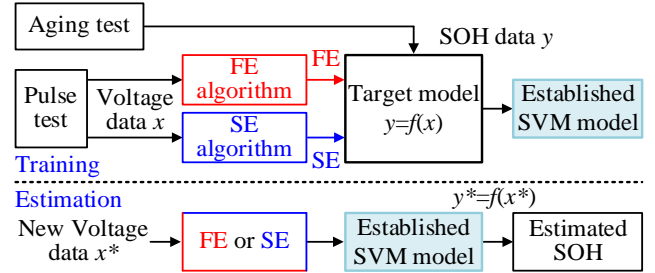 Aging test
SOH data y
FE
FE
algorithm
Pulse
test
Voltage
data x
Target model
y=f(x)
Established
SVM model
SE
algorithm
SE
Training
Estimation
y*=f(x*)
New Voltage
data x*
FE or SE
Established
SVM model
Estimated
SOH